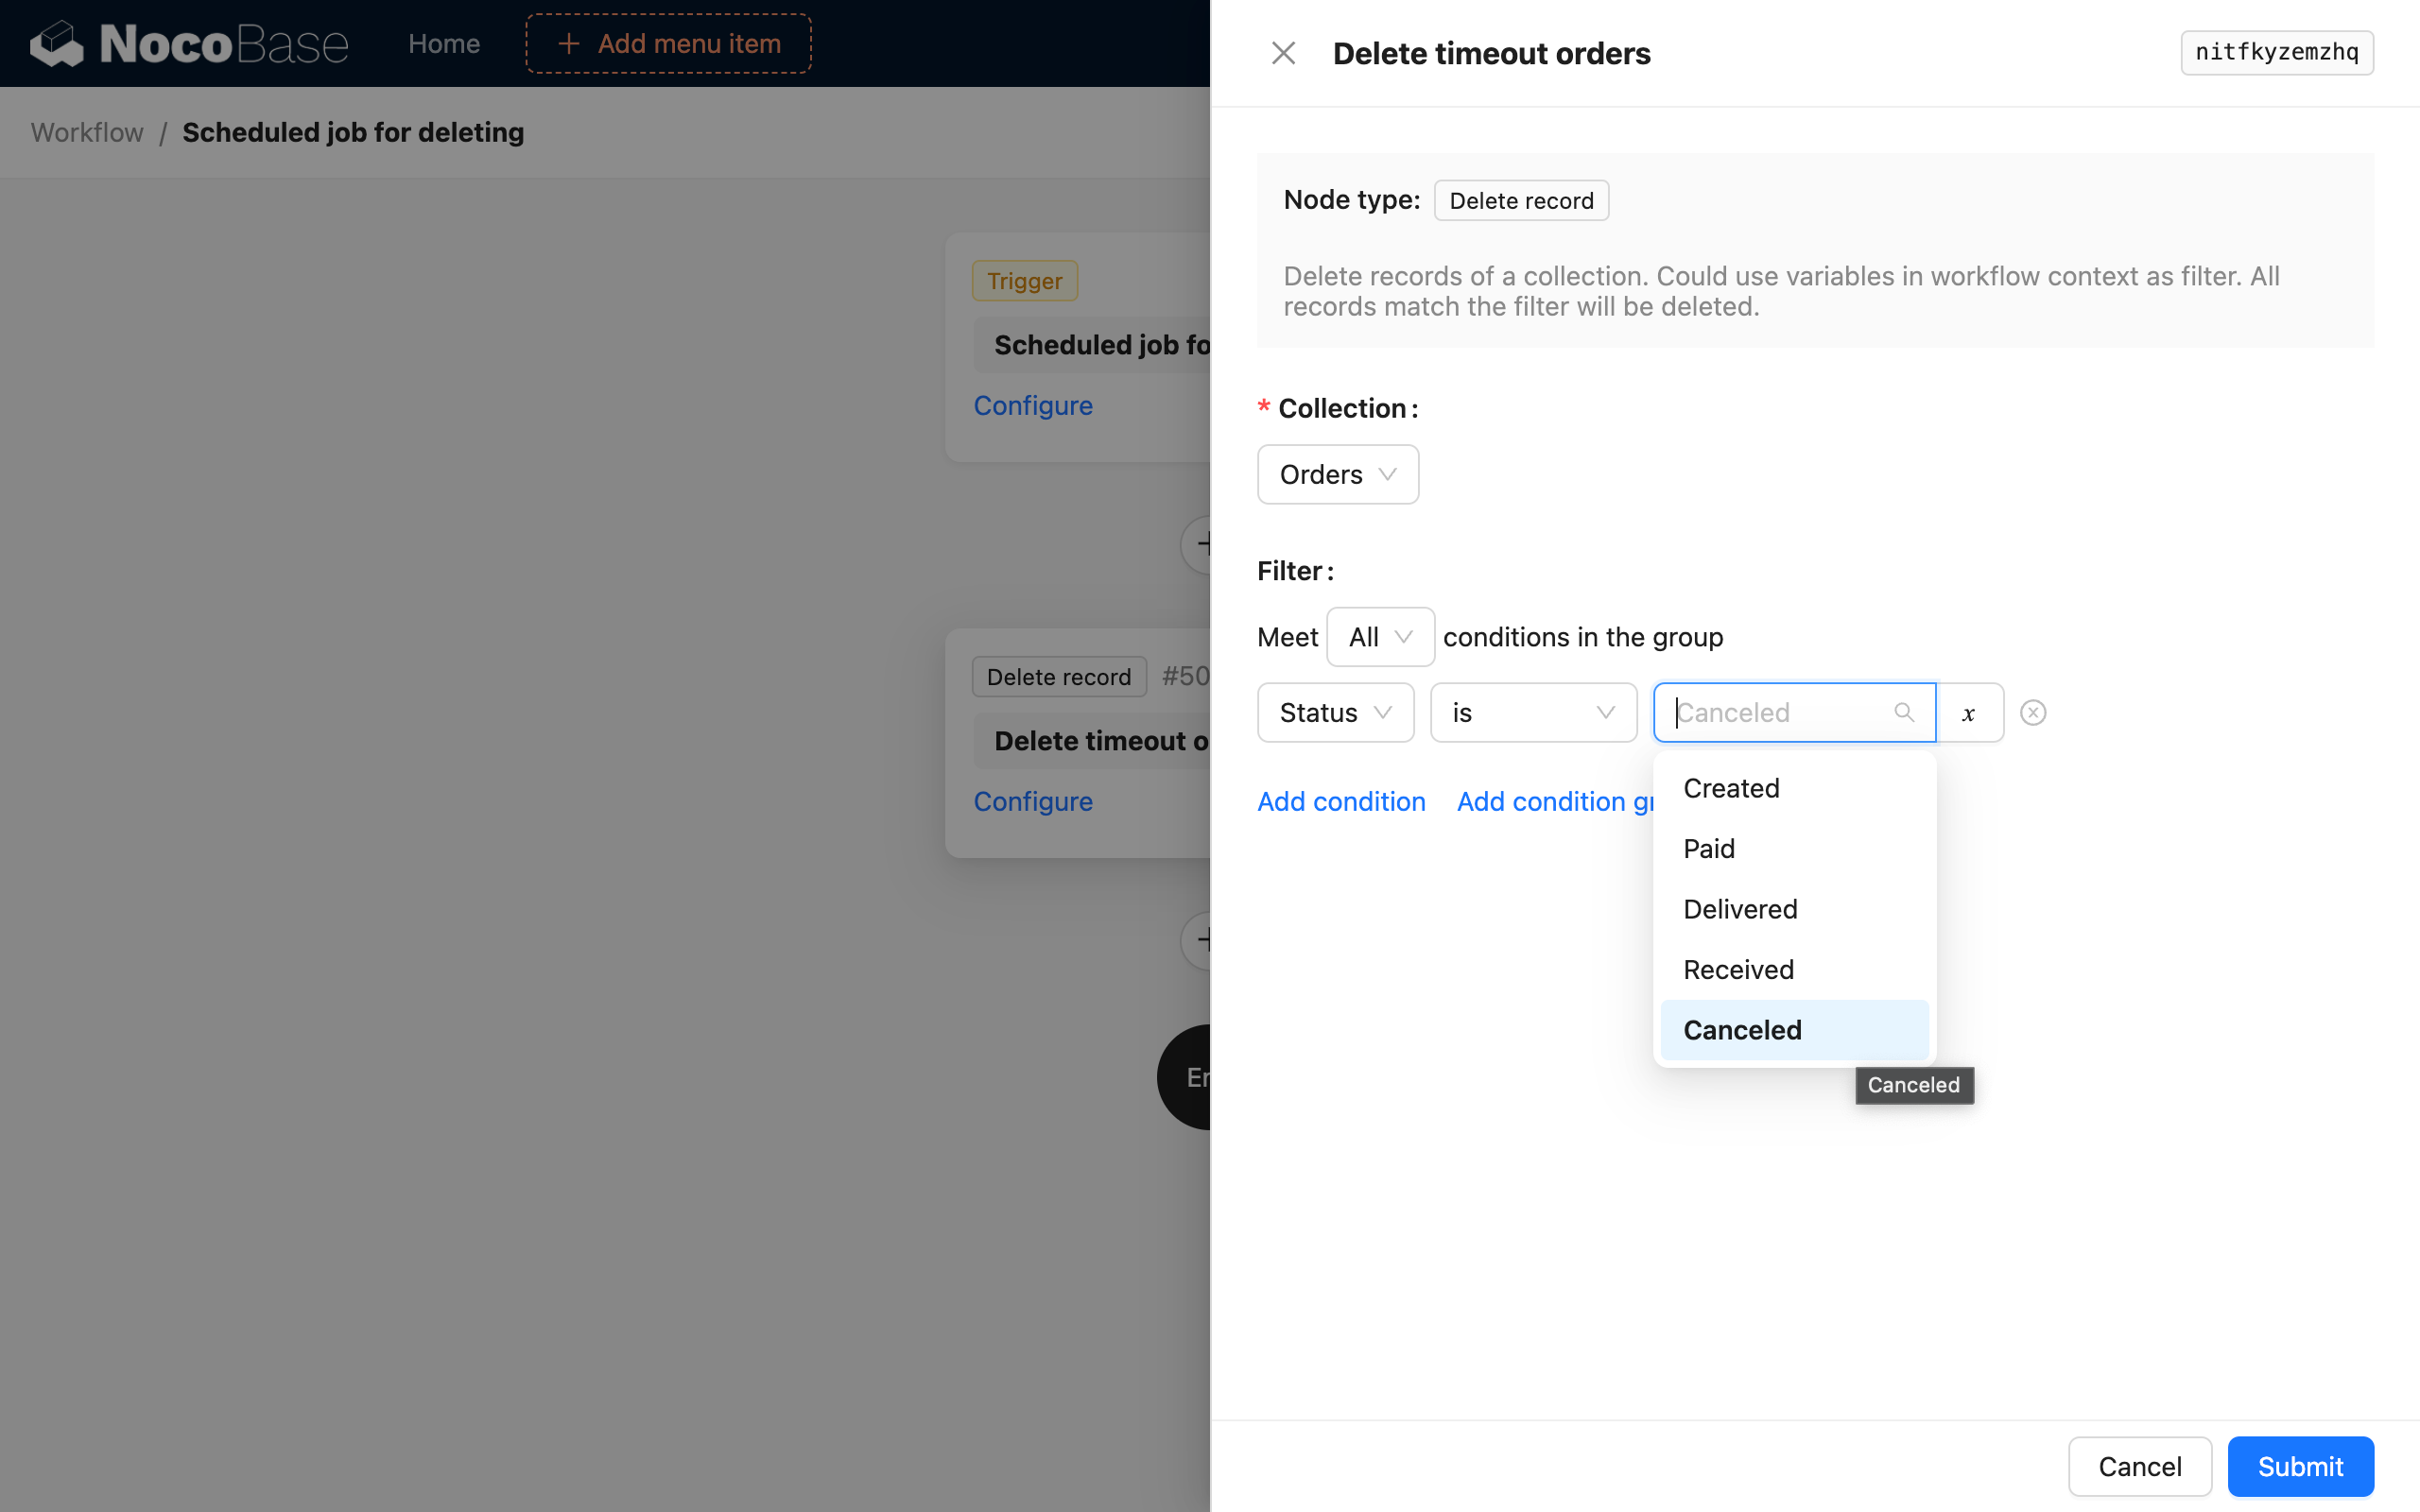 NocoBase
Home
Add menu item
Workflow / Scheduled job for deleting
Trigger
Scheduled job fo
Configure
Delete record #50
Delete timeout o
Configure
Er
Delete timeout orders
nitfkyzemzhq
Node type: Delete record
Delete records of a collection. Could use variables in workflow context as filter. All
records match the filter will be deleted.
* Collection:
Orders
Filter:
Meet All conditions in the group
Status is Canceled x
Add condition Add condition gr
Created
Paid
Delivered
Received
Canceled
Canceled
Cancel Submit